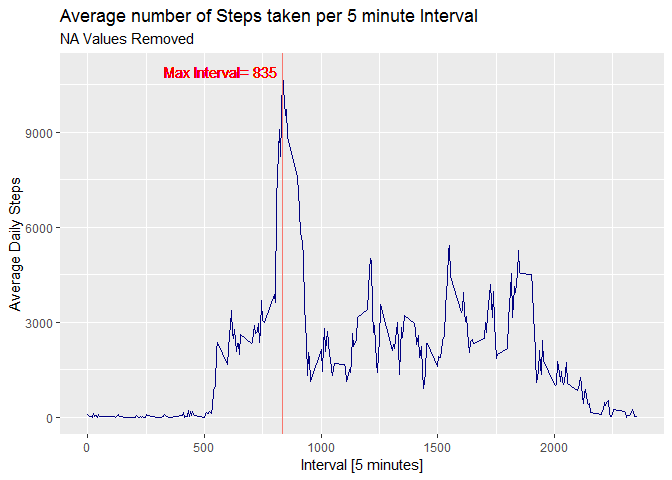 Average number of Steps taken per 5 minute Interval
NA Values Removed
Max Interval= 835
9000
6000
3000
0
Average Daily Steps
0 500 1000 1500 2000
Interval [5 minutes]